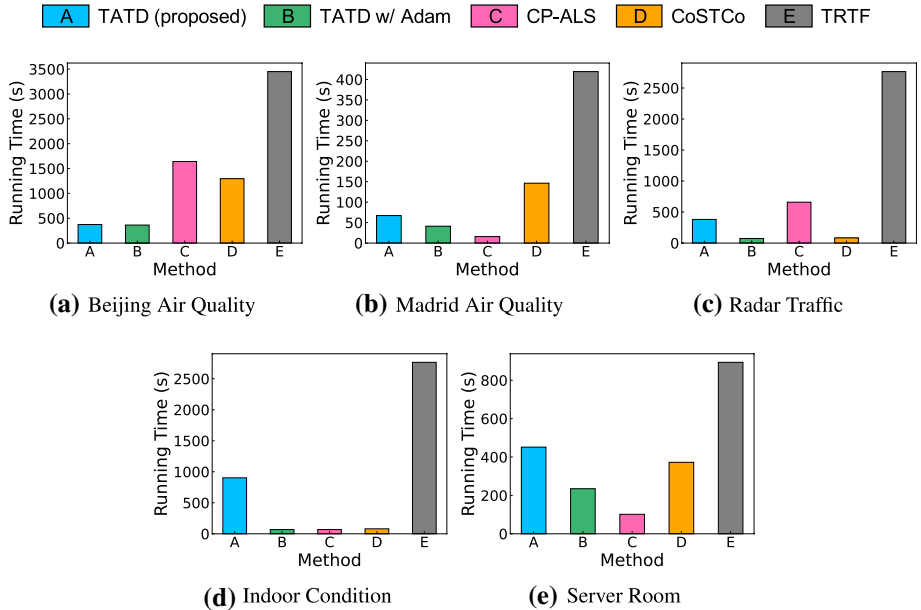 A TATD (proposed) B TATD w/ Adam C CP-ALS D CoSTCo E TRTF
Running Time (s)
3500
3000
2500
2000
1500
1000
500
0
A B C D E
Method
(a) Beijing Air Quality
Running Time (s)
400
350
300
250
200
150
100
50
0
A B C D E
Method
(b) Madrid Air Quality
Running Time (s)
2500
2000
1500
1000
500
0
A B C D E
Method
(c) Radar Traffic
Running Time (s)
2500
2000
1500
1000
500
0
A B C D E
Method
(d) Indoor Condition
Running Time (s)
800
600
400
200
0
A B C D E
Method
(e) Server Room